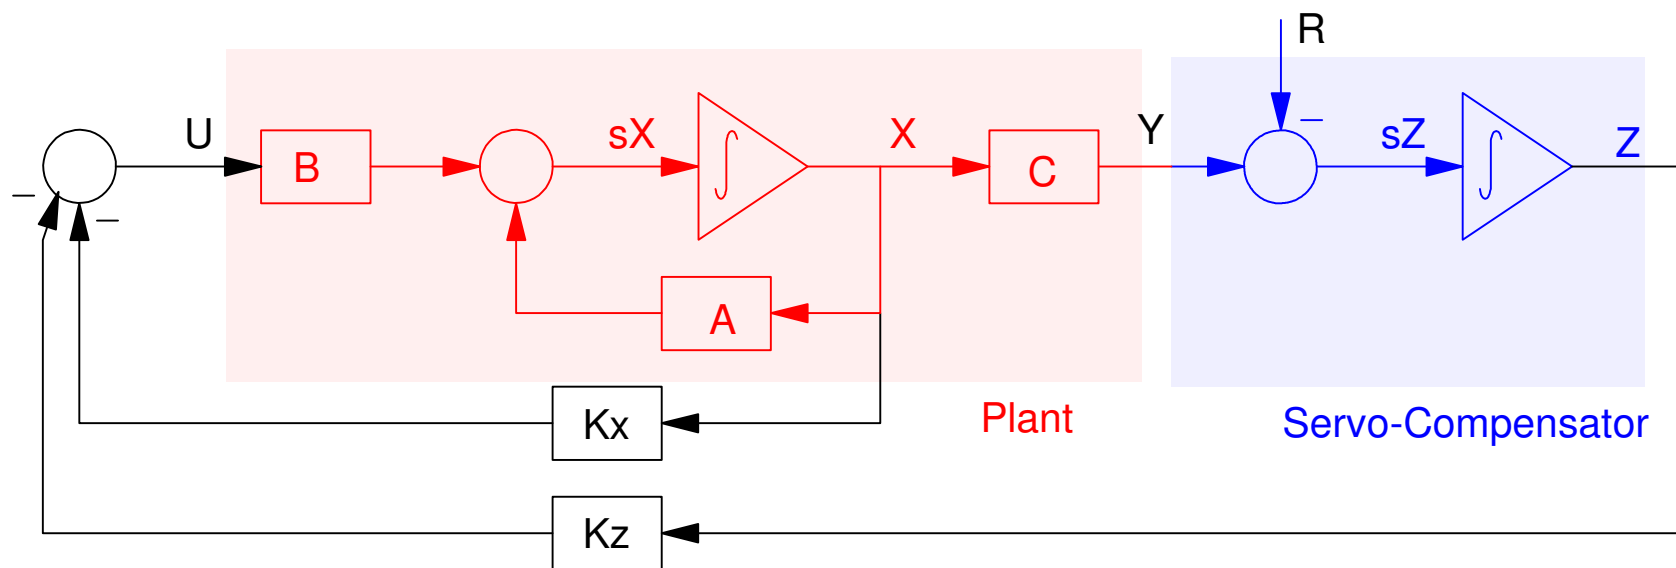 R
U
B
sX
∫
X
C
Y
–
sZ
∫
Z
–
–
A
Kx
Plant
Servo-Compensator
Kz